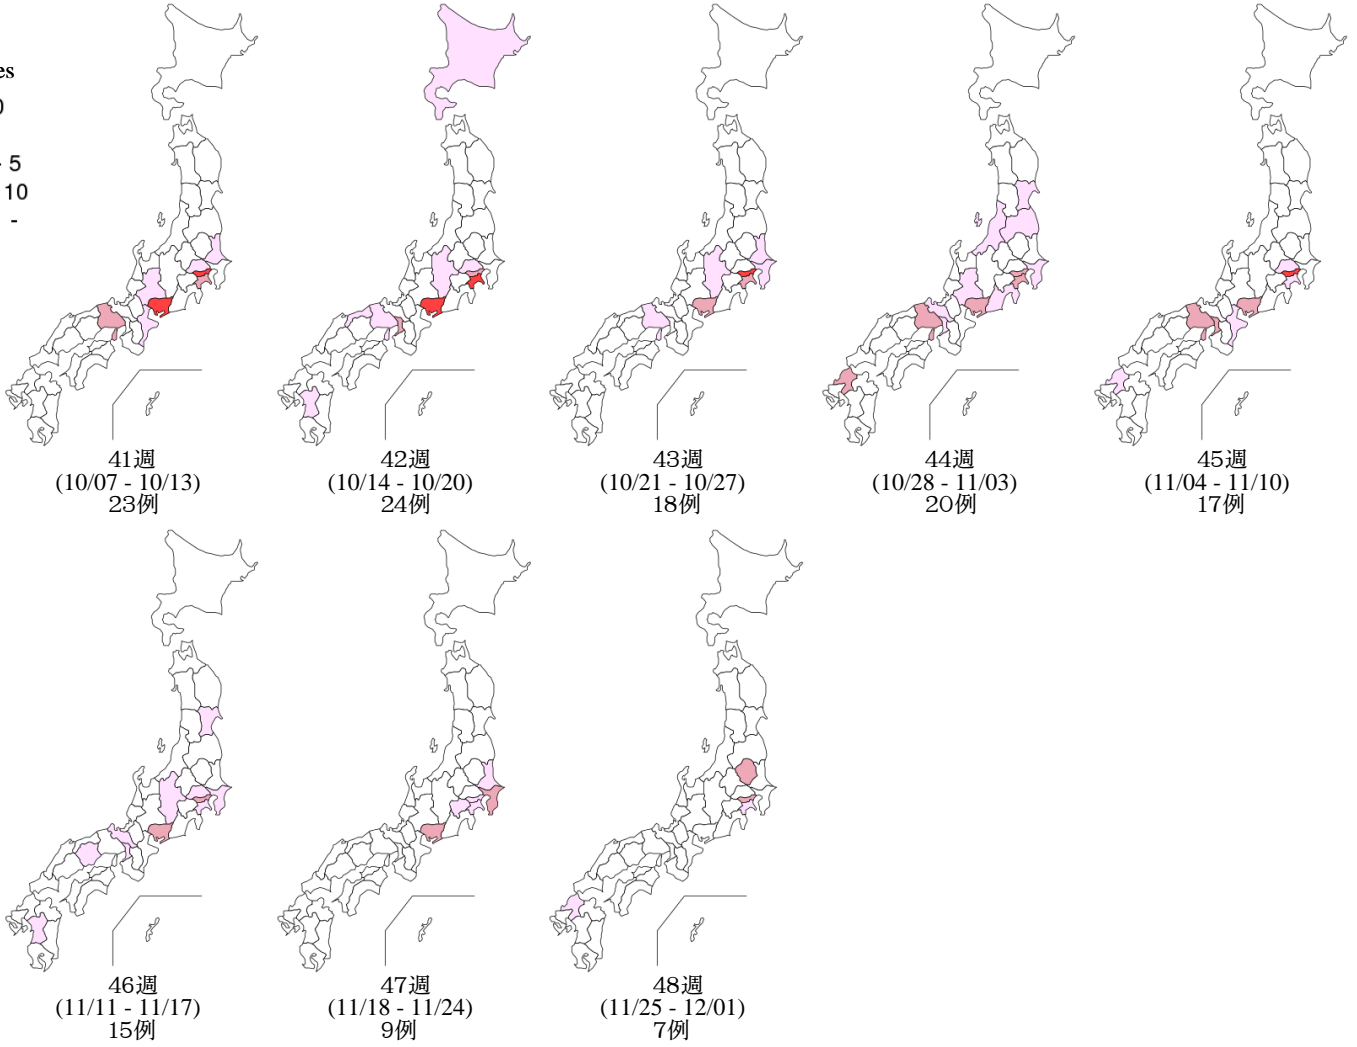 es
0
- 5
10
-
41週
(10/07 - 10/13)
23例
42週
(10/14 - 10/20)
24例
43週
(10/21 - 10/27)
18例
44週
(10/28 - 11/03)
20例
45週
(11/04 - 11/10)
17例
46週
(11/11 - 11/17)
15例
47週
(11/18 - 11/24)
9例
48週
(11/25 - 12/01)
7例